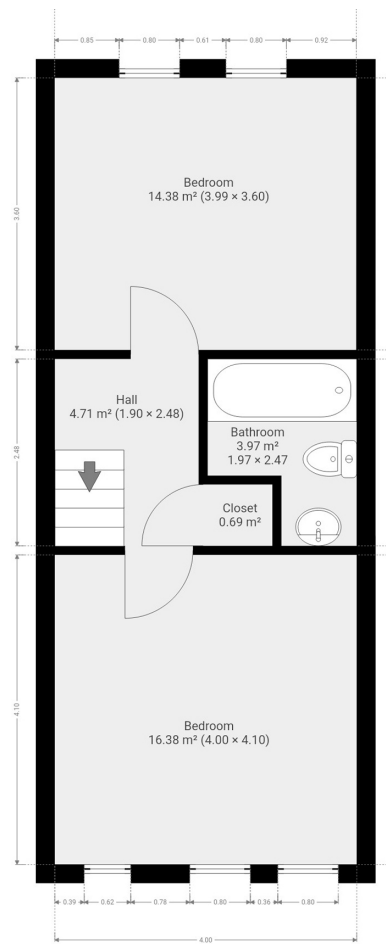 0.85 0.80 0.61 0.80 0.92
Bedroom
14.38 m² (3.99 × 3.60)
3.60
Hall
4.71 m² (1.90 × 2.48)
Bathroom
3.97 m²
1.97 × 2.47
2.48
Closet
0.69 m²
Bedroom
16.38 m² (4.00 × 4.10)
4.10
0.39 0.62 0.78 0.80 0.36 0.80
4.00